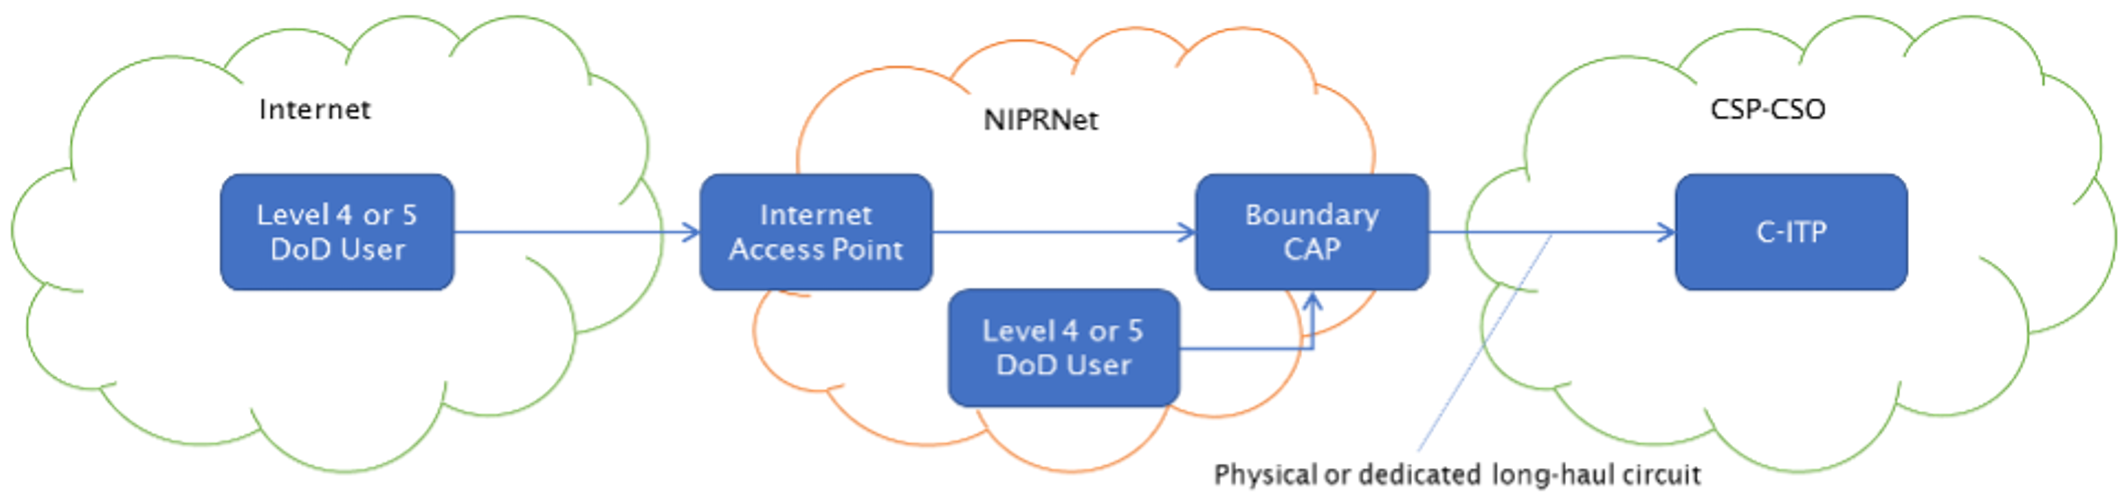 Internet
NIPRNet
CSP-CSO
Level 4 or 5
DoD User
Internet
Access Point
Boundary
CAP
C-ITP
Level 4 or 5
DoD User
Physical or dedicated long-haul circuit